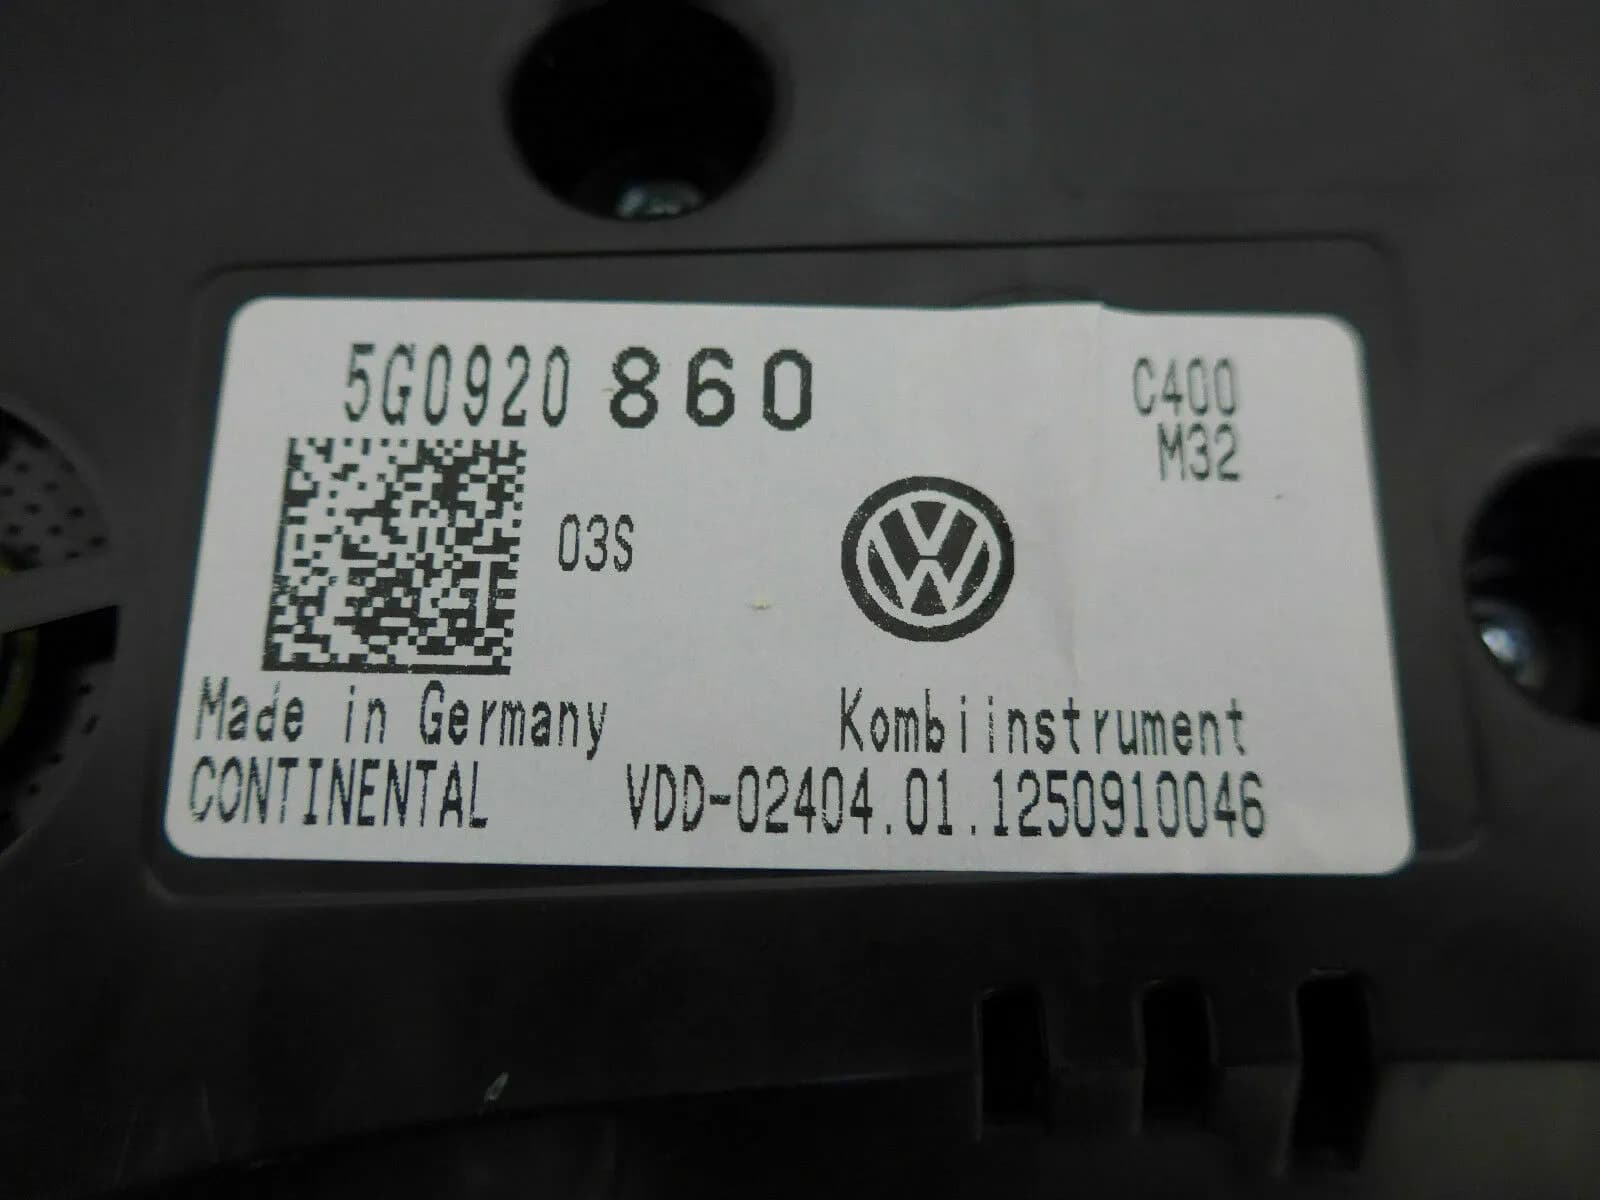 5G0920 860
C400
M32
03S
Made in Germany
Kombiinstrument
CONTINENTAL VDD-02404.01.1250910046